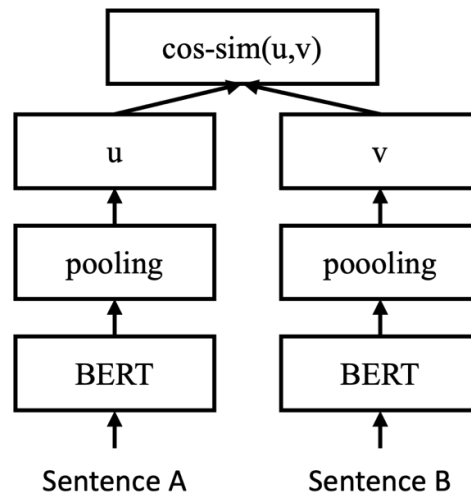 cos-sim(u,v)
u
v
pooling
poooling
BERT
BERT
Sentence A
Sentence B